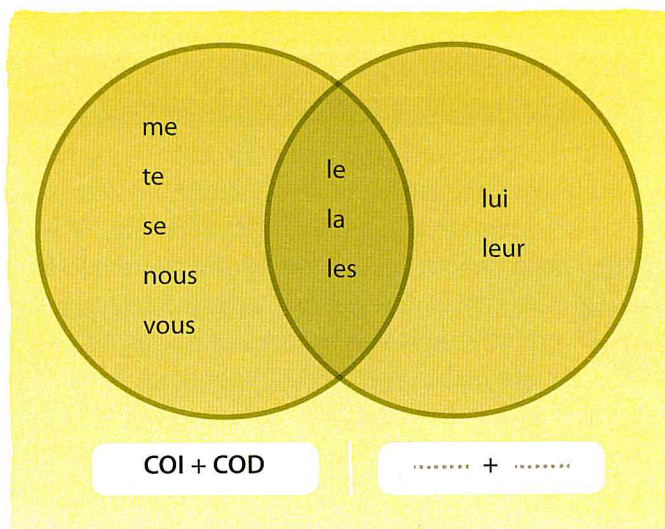 me
te
se
nous
vous
le
la
les
lui
leur
COI + COD
........ + ........